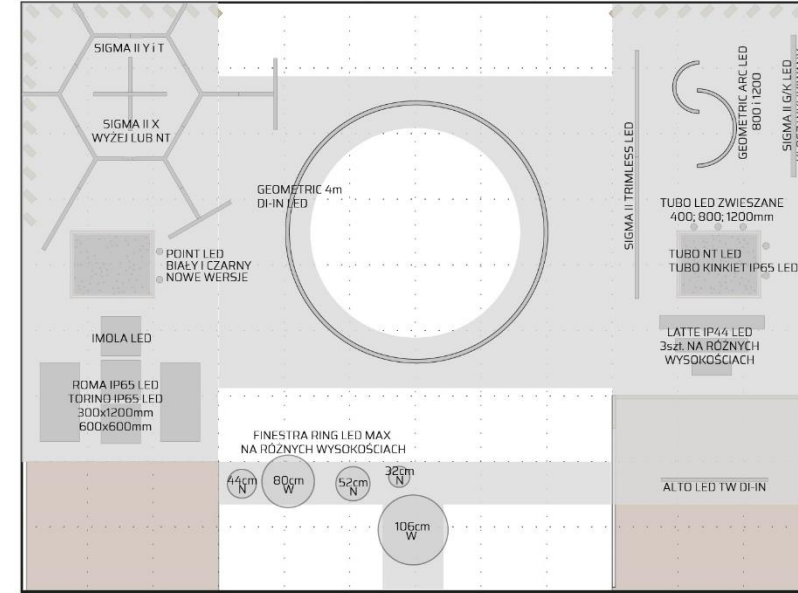 SIGMA II Y i T
SIGMA II X
WYŻEJ LUB NT
GEOMETRIC 4m
DI-IN LED
POINT LED
BIAŁY I CZARNY
NOWE WERSJE
IMOLA LED
ROMA IP65 LED
TORINO IP65 LED
300x1200mm
600x600mm
FINESTRA RING LED MAX
NA RÓŻNYCH WYSOKOŚCIACH
44cm
N
80cm
W
52cm
N
32cm
N
106cm
W
SIGMA II TRIMLESS LED
GEOMETRIC ARC LED
800 i 1200
SIGMA II G/K LED
TUBO LED ZWIESZANE
400; 800; 1200mm
TUBO NT LED
TUBO KINKIET IP65 LED
LATTE IP44 LED
3szt. NA RÓŻNYCH
WYSOKOŚCIACH
ALTO LED TW DI-IN